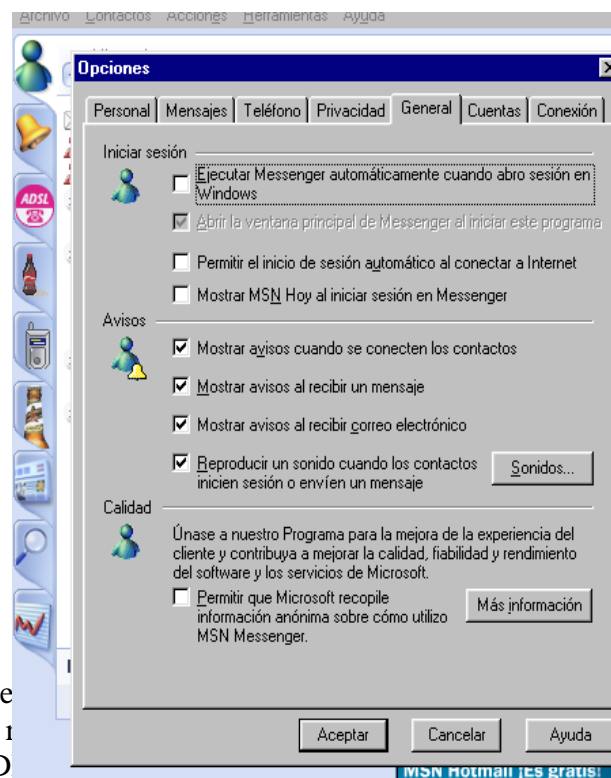 Archivo Contactos Acciones Herramientas Ayuda
Opciones
Personal Mensajes Teléfono Privacidad General Cuentas Conexión
Iniciar sesión
Ejecutar Messenger automáticamente cuando abro sesión en
Windows
Abrir la ventana principal de Messenger al iniciar este programa
Permitir el inicio de sesión automático al conectar a Internet
Mostrar MSN Hoy al iniciar sesión en Messenger
Avisos
Mostrar avisos cuando se conecten los contactos
Mostrar avisos al recibir un mensaje
Mostrar avisos al recibir correo electrónico
Reproducir un sonido cuando los contactos
inicien sesión o envíen un mensaje
Sonidos...
Calidad
Únase a nuestro Programa para la mejora de la experiencia del
cliente y contribuya a mejorar la calidad, fiabilidad y rendimiento
del software y los servicios de Microsoft.
Permitir que Microsoft recopile
información anónima sobre cómo utilizo
MSN Messenger.
Más información
Aceptar Cancelar Ayuda
MSN Hotmail ¡Es gratis!
ADSL